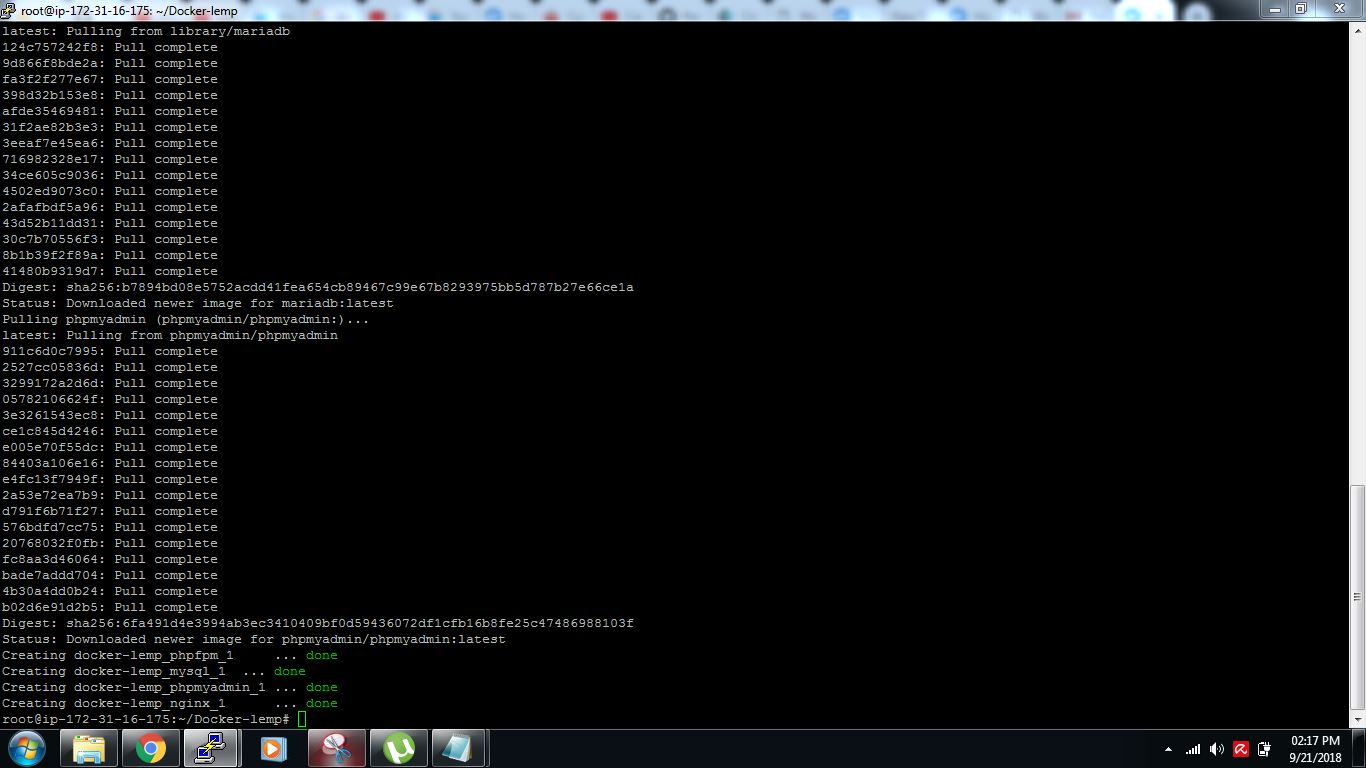 root@ip-172-31-16-175: ~/Docker-lemp
latest: Pulling from library/mariadb
124c757242f8: Pull complete
9d866f8bde2a: Pull complete
fa3f2f277e67: Pull complete
398d32b153e8: Pull complete
afde35469481: Pull complete
31f2ae82b3e3: Pull complete
3eeaf7e45ea6: Pull complete
716982328e17: Pull complete
34ce605c9036: Pull complete
4502ed9073c0: Pull complete
2afafbdf5a96: Pull complete
43d52b11dd31: Pull complete
30c7b70556f3: Pull complete
8b1b39f2f89a: Pull complete
41480b9319d7: Pull complete
Digest: sha256:b7894bd08e5752acdd41fea654cb89467c99e67b8293975bb5d787b27e66ce1a
Status: Downloaded newer image for mariadb:latest
Pulling phpmyadmin (phpmyadmin/phpmyadmin:)...
latest: Pulling from phpmyadmin/phpmyadmin
911c6d0c7995: Pull complete
2527cc05836d: Pull complete
3299172a2d6d: Pull complete
05782106624f: Pull complete
3e3261543ec8: Pull complete
ce1c845d4246: Pull complete
e005e70f55dc: Pull complete
84403a106e16: Pull complete
e4fc13f7949f: Pull complete
2a53e72ea7b9: Pull complete
d791f6b71f27: Pull complete
576bdfd7cc75: Pull complete
20768032f0fb: Pull complete
fc8aa3d46064: Pull complete
bade7addd704: Pull complete
4b30a4dd0b24: Pull complete
b02d6e91d2b5: Pull complete
Digest: sha256:6fa491d4e3994ab3ec3410409bf0d59436072df1cfb16b8fe25c47486988103f
Status: Downloaded newer image for phpmyadmin/phpmyadmin:latest
Creating docker-lemp_phpfpm_1     ... done
Creating docker-lemp_mysql_1  ... done
Creating docker-lemp_phpmyadmin_1 ... done
Creating docker-lemp_nginx_1      ... done
root@ip-172-31-16-175:~/Docker-lemp#
02:17 PM
9/21/2018